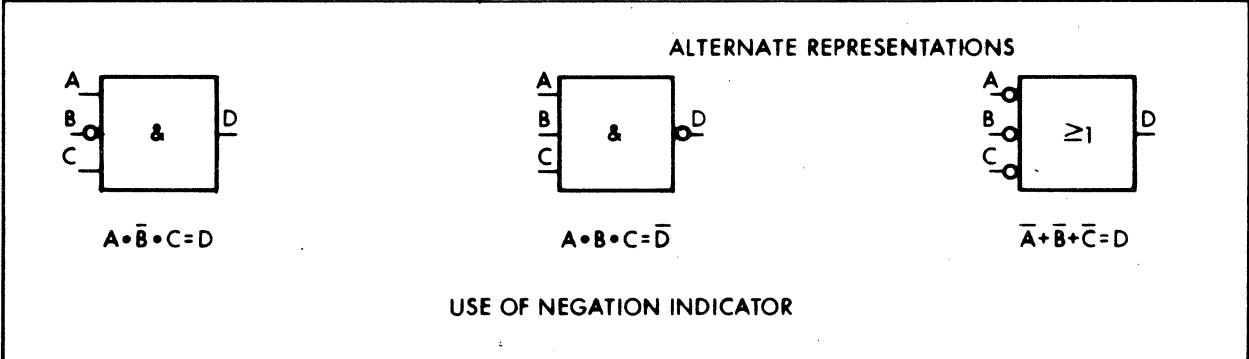 ALTERNATE REPRESENTATIONS
A
B
C
&
D
A
B
C
&
D
A
B
C
≥1
D
A•B̅•C=D
A•B•C=D̅
A̅+B̅+C̅=D
USE OF NEGATION INDICATOR